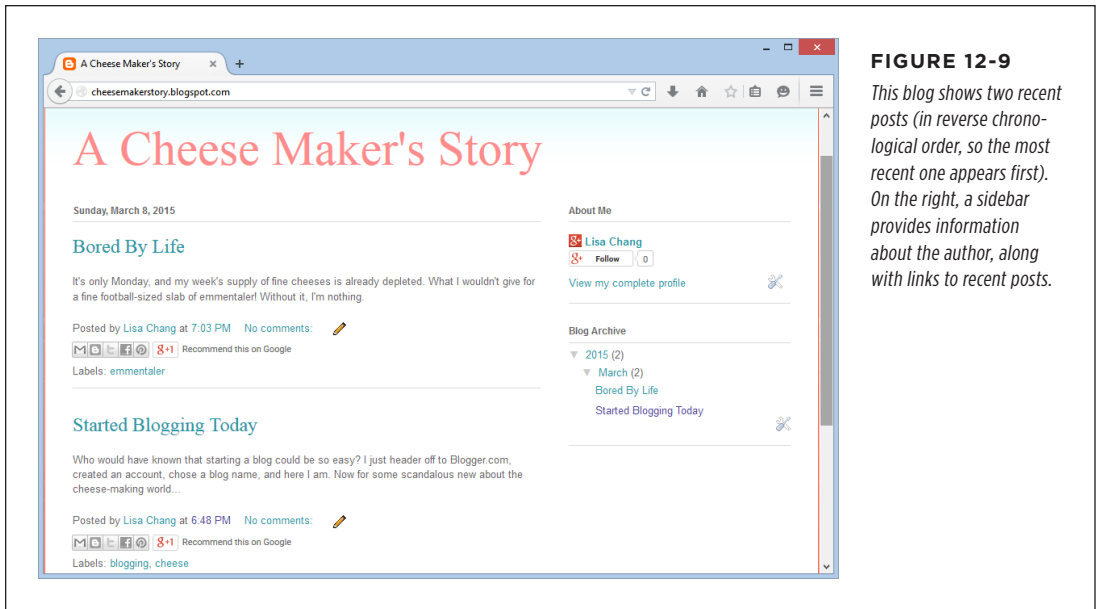 A Cheese Maker's Story
cheesemakerstory.blogspot.com
A Cheese Maker's Story
Sunday, March 8, 2015
Bored By Life
It's only Monday, and my week's supply of fine cheeses is already depleted. What I wouldn't give for
a fine football-sized slab of emmentaler! Without it, I'm nothing.
Posted by Lisa Chang at 7:03 PM No comments:
g+1 Recommend this on Google
Labels: emmentaler
Started Blogging Today
Who would have known that starting a blog could be so easy? I just header off to Blogger.com,
created an account, chose a blog name, and here I am. Now for some scandalous new about the
cheese-making world...
Posted by Lisa Chang at 6:48 PM No comments:
g+1 Recommend this on Google
Labels: blogging, cheese
About Me
g+ Lisa Chang
g+ Follow 0
View my complete profile
Blog Archive
▼ 2015 (2)
▼ March (2)
Bored By Life
Started Blogging Today
FIGURE 12-9
This blog shows two recent
posts (in reverse chrono-
logical order, so the most
recent one appears first).
On the right, a sidebar
provides information
about the author, along
with links to recent posts.